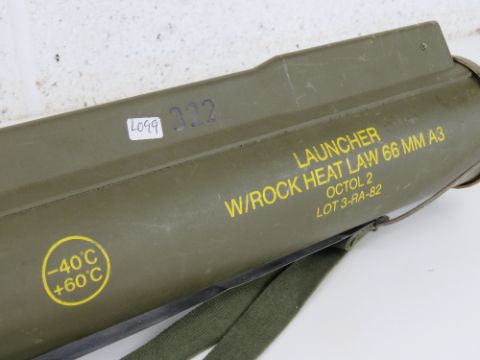 L099
322
LAUNCHER
W/ROCK HEAT LAW 66 MM A3
OCTOL 2
LOT 3-RA-82
-40°C
+60°C